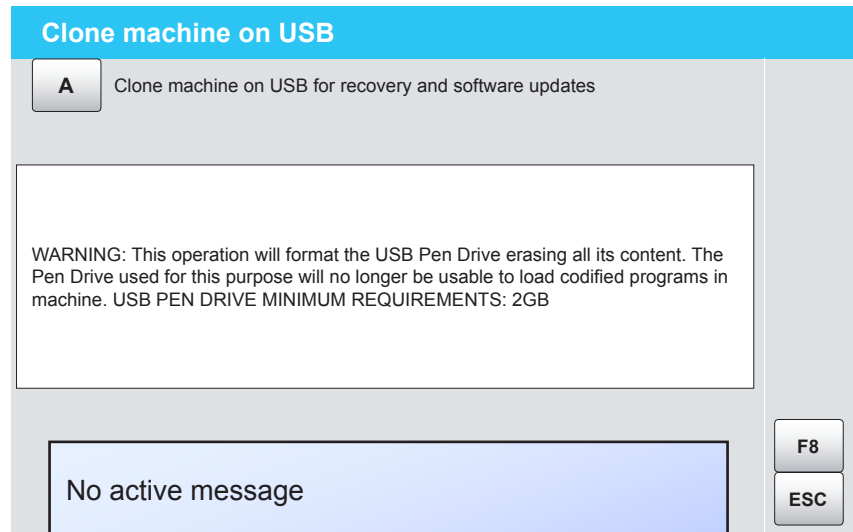 Clone machine on USB
A Clone machine on USB for recovery and software updates
WARNING: This operation will format the USB Pen Drive erasing all its content. The
Pen Drive used for this purpose will no longer be usable to load codified programs in
machine. USB PEN DRIVE MINIMUM REQUIREMENTS: 2GB
F8
No active message
ESC